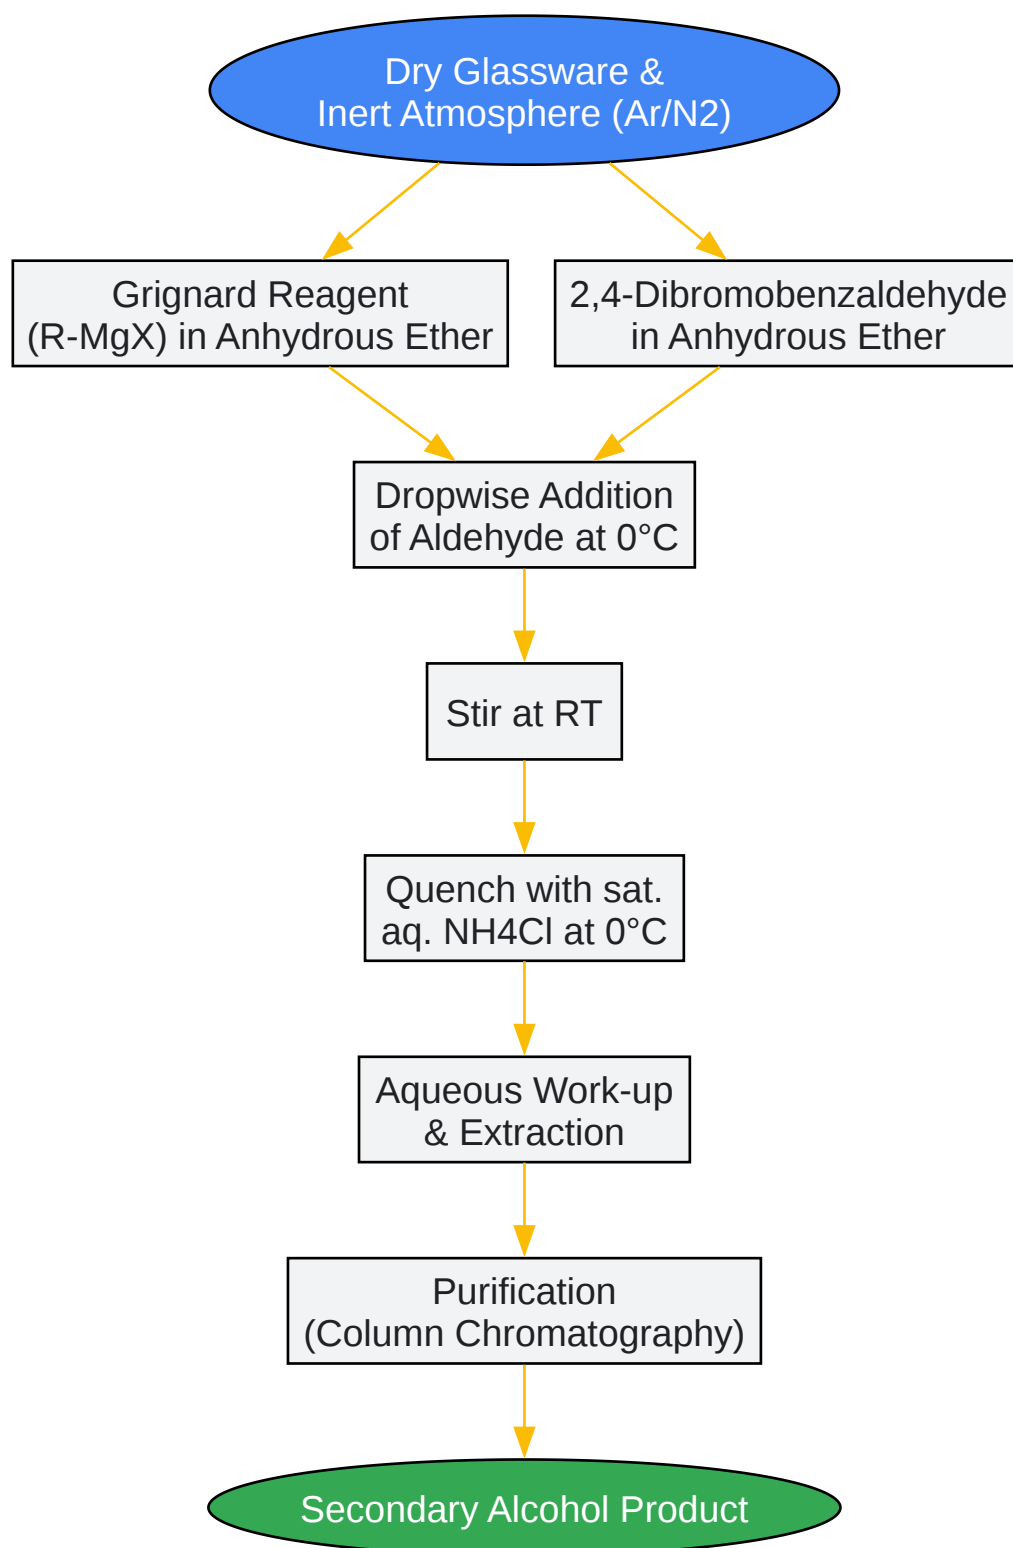 Dry Glassware &
Inert Atmosphere (Ar/N2)
Grignard Reagent
(R-MgX) in Anhydrous Ether
2,4-Dibromobenzaldehyde
in Anhydrous Ether
Dropwise Addition
of Aldehyde at 0°C
Stir at RT
Quench with sat.
aq. NH4Cl at 0°C
Aqueous Work-up
& Extraction
Purification
(Column Chromatography)
Secondary Alcohol Product